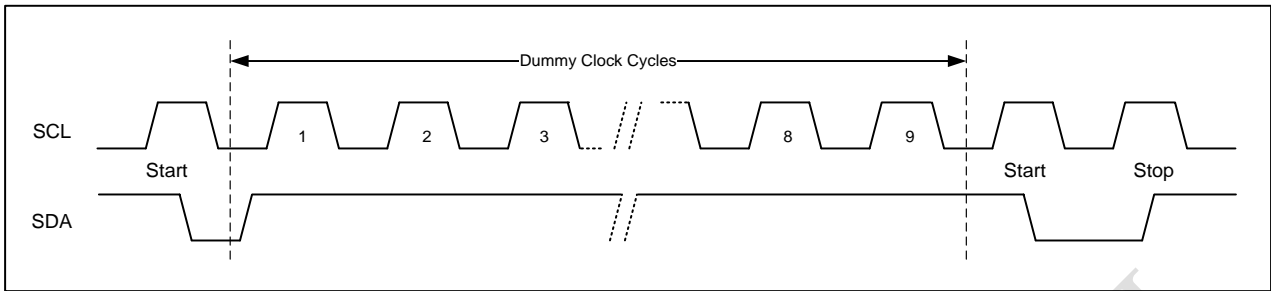 Dummy Clock Cycles
SCL
1 2 3 8 9
Start Start Stop
SDA